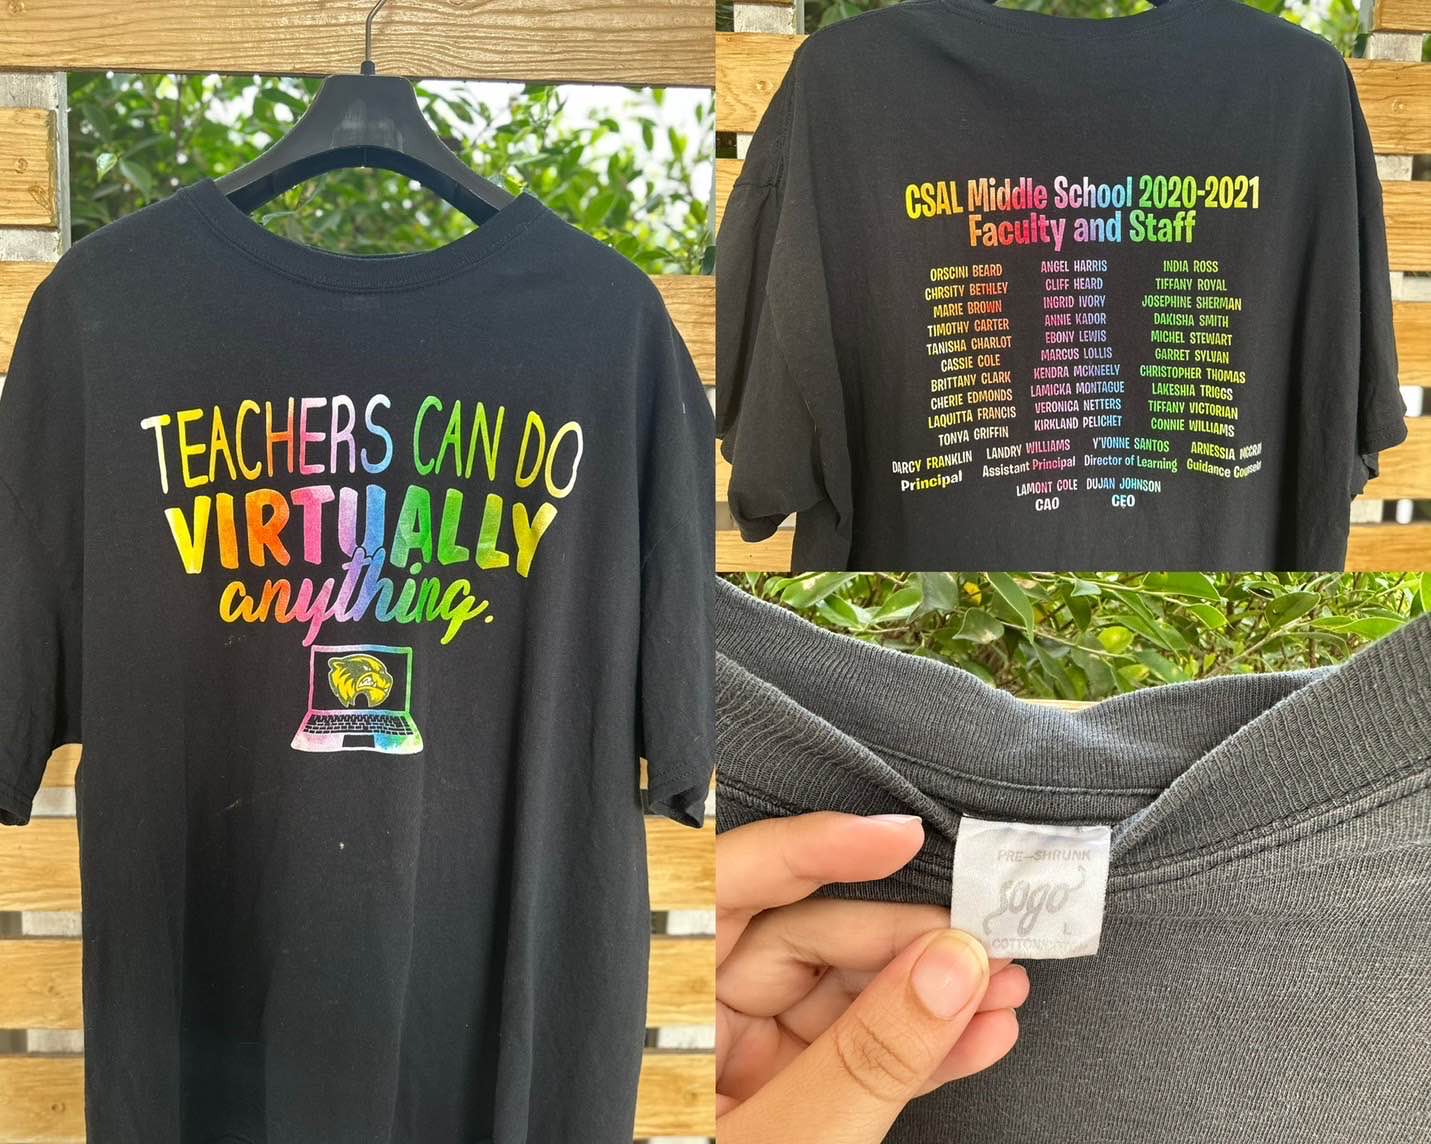 TEACHERS CAN DO
VIRTUALLY
anything.
CSAL Middle School 2020-2021
Faculty and Staff
ORSCINI BEARD
CHRSITY BETHLEY
MARIE BROWN
TIMOTHY CARTER
TANISHA CHARLOT
CASSIE COLE
BRITTANY CLARK
CHERIE EDMONDS
LAQUITTA FRANCIS
TONYA GRIFFIN
ANGEL HARRIS
CLIFF HEARD
INGRID IVORY
ANNIE KADOR
EBONY LEWIS
MARCUS LOLLIS
KENDRA MCKNEELY
LAMICKA MONTAGUE
VERONICA NETTERS
KIRKLAND PELICHET
INDIA ROSS
TIFFANY ROYAL
JOSEPHINE SHERMAN
DAKISHA SMITH
MICHEL STEWART
GARRET SYLVAN
CHRISTOPHER THOMAS
LAKESHIA TRIGGS
TIFFANY VICTORIAN
CONNIE WILLIAMS
DARCY FRANKLIN
Principal
LANDRY WILLIAMS
Assistant Principal
Y'VONNE SANTOS
Director of Learning
ARNESSIA
Guidance
LAMONT COLE
CAO
DUJAN JOHNSON
CEO
PRE-SHRUNK
sogo
L
COTTON